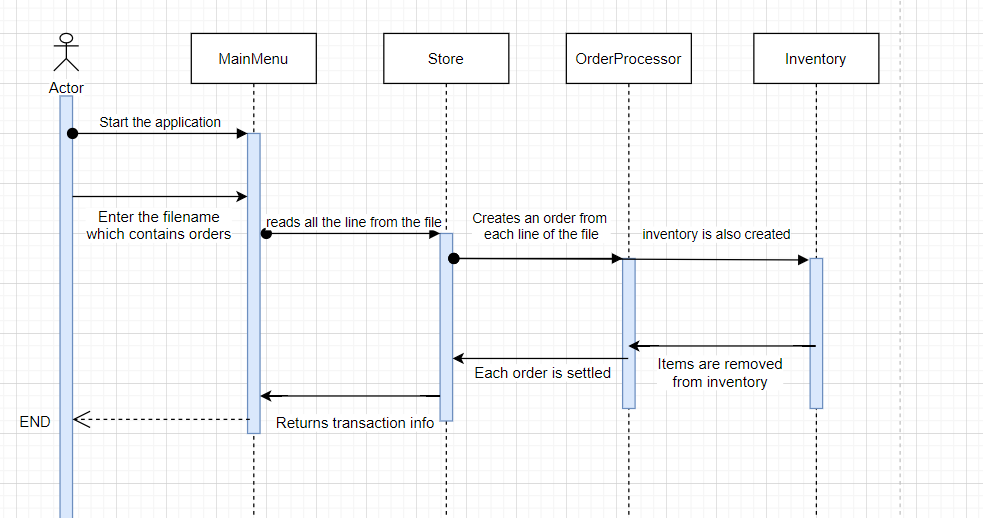 MainMenu
Store
OrderProcessor
Inventory
Actor
Start the application
Enter the filename
which contains orders
reads all the line from the file
Creates an order from
each line of the file
inventory is also created
Items are removed
from inventory
Each order is settled
Returns transaction info
END